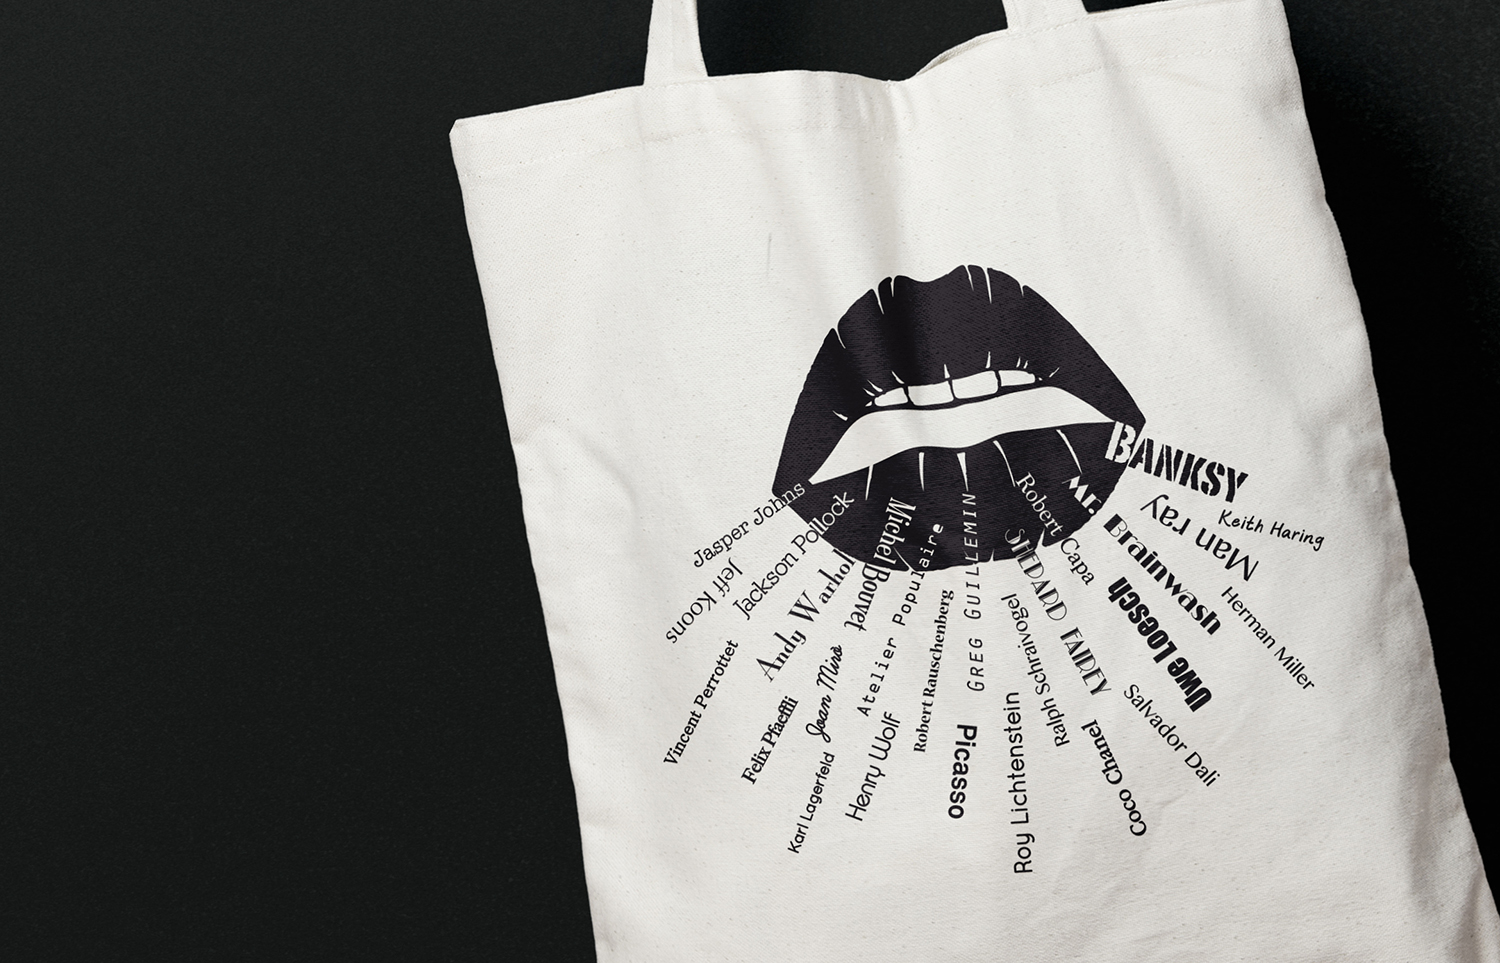 BANKSY
Keith Haring
Man ray
Mr. Brainwash
Herman Miller
Uwe Loesch
Robert Capa
Salvador Dali
SHEPARD FAIREY
Coco Chanel
Ralph Schraivogel
Roy Lichtenstein
GREG GUILLEMIN
Picasso
Robert Rauschenberg
Atelier Populaire
Henry Wolf
Michel Bouvet
Joan Miró
Karl Lagerfeld
Andy Warhol
Felix Pfaeffli
Jackson Pollock
Vincent Perrottet
Jeff Koons
Jasper Johns